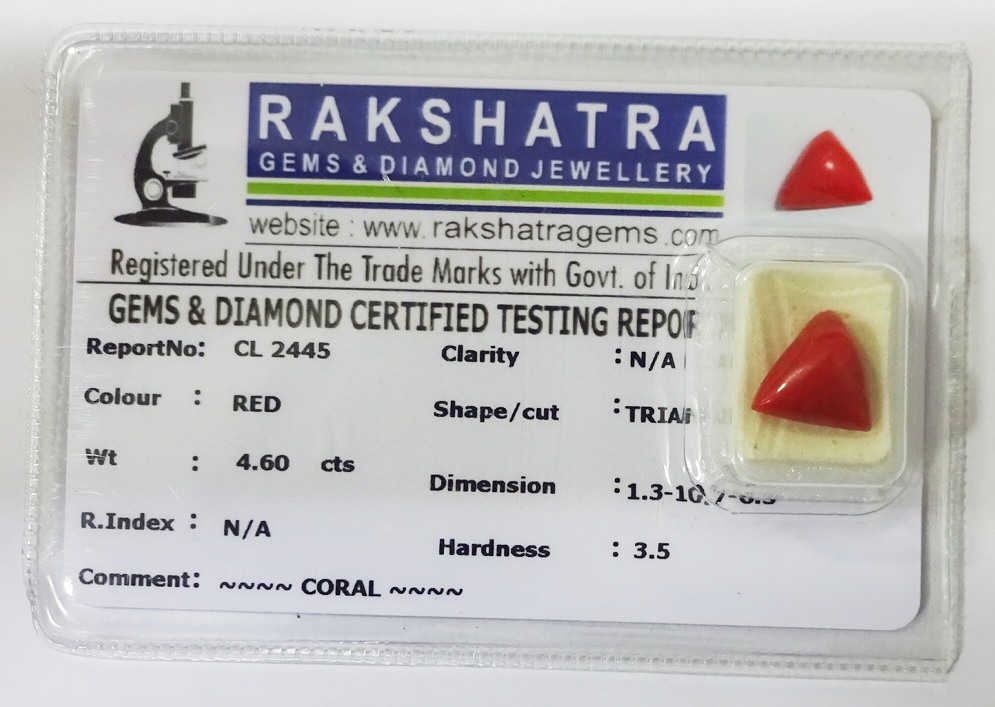 RAKSHATRA
GEMS & DIAMOND JEWELLERY
website : www.rakshatragems.com
Registered Under The Trade Marks with Govt. of
GEMS & DIAMOND CERTIFIED TESTING
ReportNo: CL 2445
Clarity : N/A
Colour : RED
Shape/cut :
Wt : 4.60 cts
Dimension :
R.Index : N/A
Hardness : 3.5
Comment: ~~~~ CORAL ~~~~